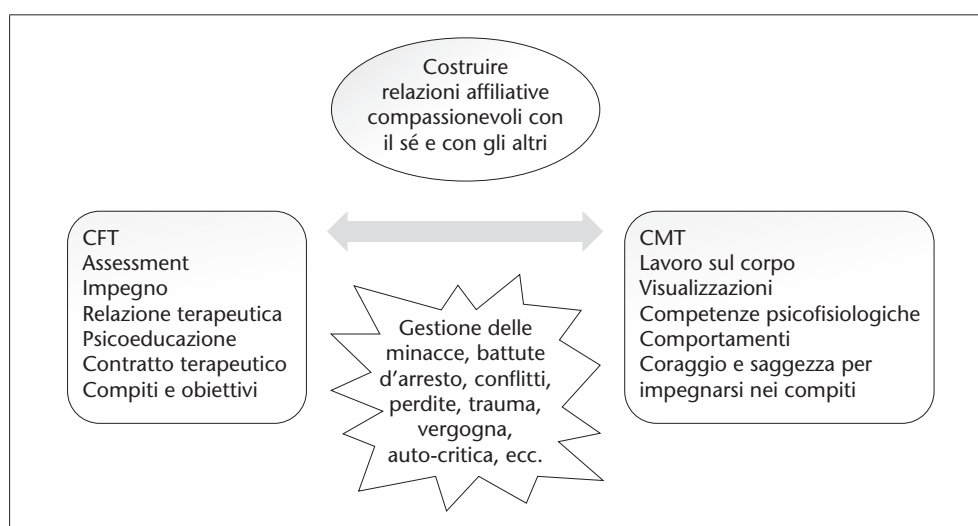 Costruire
relazioni affiliative
compassionevoli con
il sé e con gli altri
CFT
Assessment
Impegno
Relazione terapeutica
Psicoeducazione
Contratto terapeutico
Compiti e obiettivi
Gestione delle
minacce, battute
d’arresto, conflitti,
perdite, trauma,
vergogna,
auto-critica, ecc.
CMT
Lavoro sul corpo
Visualizzazioni
Competenze psicofisiologiche
Comportamenti
Coraggio e saggezza per
impegnarsi nei compiti